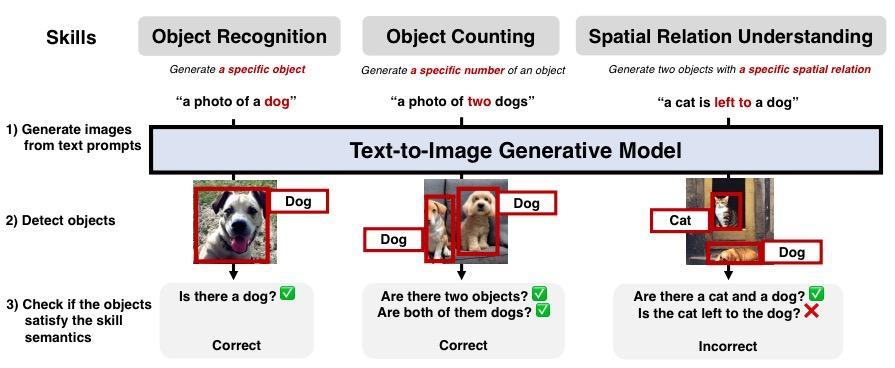 Skills
Object Recognition
Object Counting
Spatial Relation Understanding
Generate a specific object
Generate a specific number of an object
Generate two objects with a specific spatial relation
“a photo of a dog”
“a photo of two dogs”
“a cat is left to a dog”
1) Generate images
from text prompts
Text-to-Image Generative Model
2) Detect objects
Dog
Dog
Dog
Cat
Dog
3) Check if the objects
satisfy the skill
semantics
Is there a dog? ✅
Correct
Are there two objects? ✅
Are both of them dogs? ✅
Correct
Are there a cat and a dog? ✅
Is the cat left to the dog? ❌
Incorrect